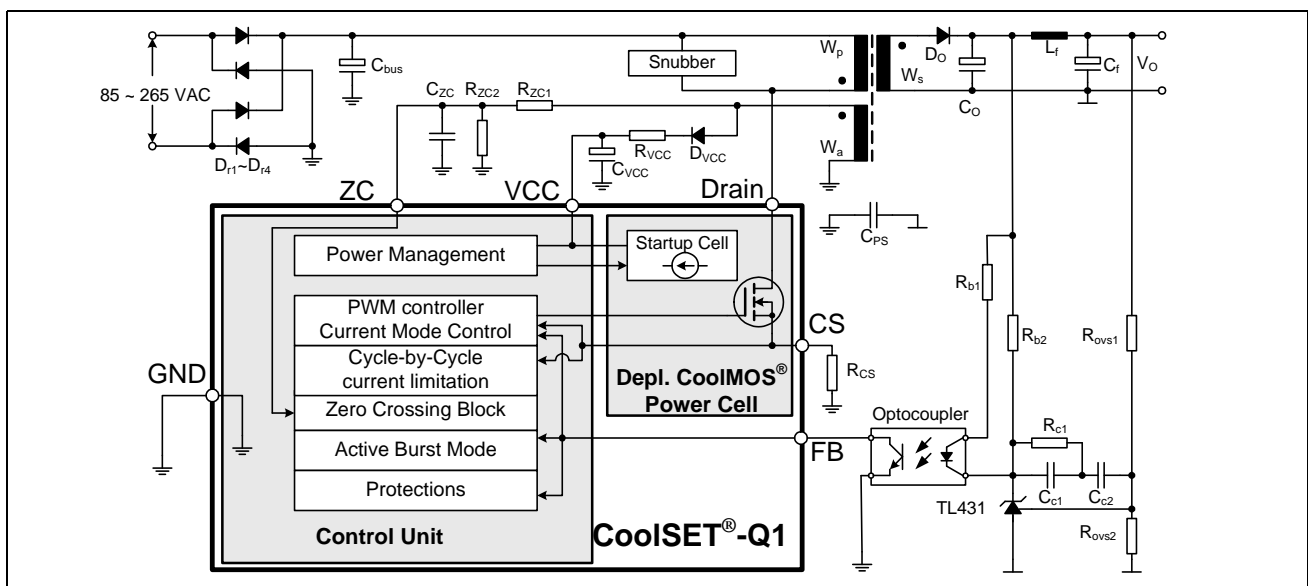 85 ~ 265 VAC
Dr1~Dr4
Cbus
Snubber
Wp
Ws
Wa
DO
CO
Lf
Cf
VO
CZC
RZC2
RZC1
RVCC
DVCC
CVCC
ZC
VCC
Drain
CPS
Power Management
Startup Cell
PWM controller
Current Mode Control
Cycle-by-Cycle
current limitation
Zero Crossing Block
Active Burst Mode
Protections
Control Unit
Depl. CoolMOS®
Power Cell
CoolSET®-Q1
GND
CS
RCS
FB
Optocoupler
Rb1
Rb2
Rovs1
Rc1
Cc1
Cc2
TL431
Rovs2